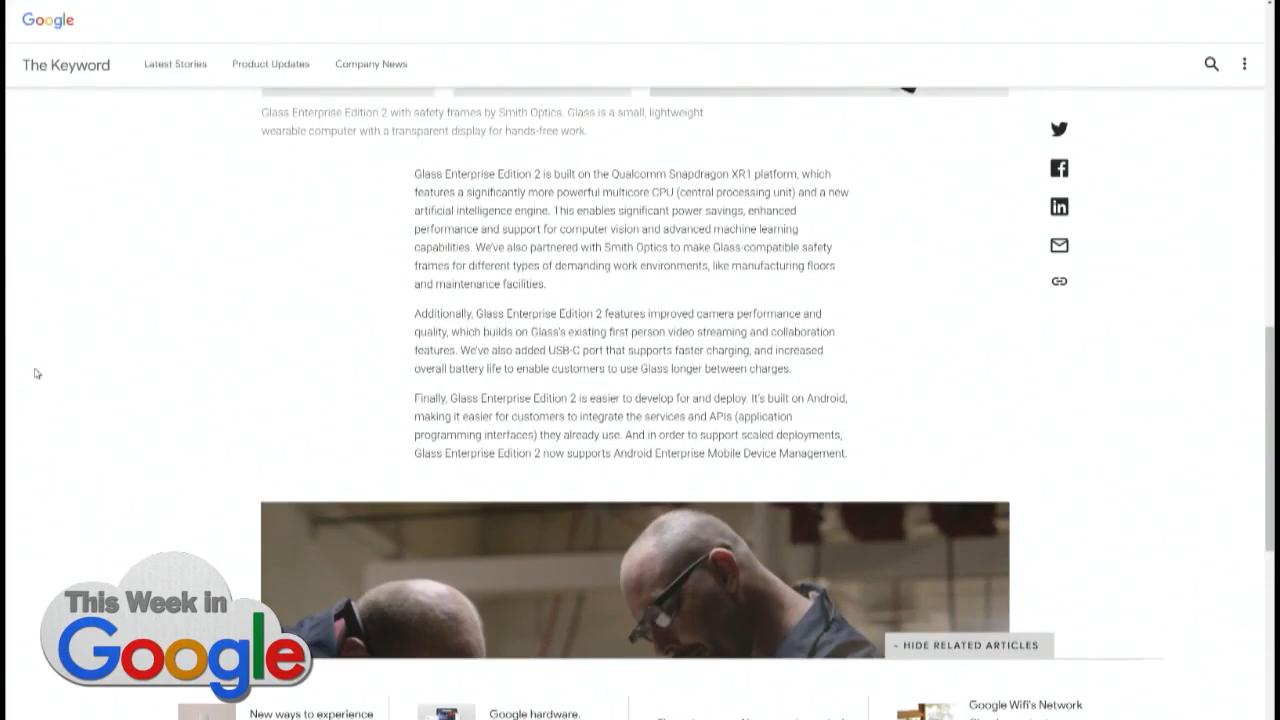 Google
The Keyword
Latest Stories
Product Updates
Company News
Glass Enterprise Edition 2 with safety frames by Smith Optics. Glass is a small, lightweight
wearable computer with a transparent display for hands-free work.
Glass Enterprise Edition 2 is built on the Qualcomm Snapdragon XR1 platform, which
features a significantly more powerful multicore CPU (central processing unit) and a new
artificial intelligence engine. This enables significant power savings, enhanced
performance and support for computer vision and advanced machine learning
capabilities. We've also partnered with Smith Optics to make Glass-compatible safety
frames for different types of demanding work environments, like manufacturing floors
and maintenance facilities.
Additionally, Glass Enterprise Edition 2 features improved camera performance and
quality, which builds on Glass's existing first person video streaming and collaboration
features. We've also added USB-C port that supports faster charging, and increased
overall battery life to enable customers to use Glass longer between charges.
Finally, Glass Enterprise Edition 2 is easier to develop for and deploy. It's built on Android,
making it easier for customers to integrate the services and APIs (application
programming interfaces) they already use. And in order to support scaled deployments,
Glass Enterprise Edition 2 now supports Android Enterprise Mobile Device Management.
HIDE RELATED ARTICLES
This Week in
Google
New ways to experience
Google hardware.
Google Wifi's Network